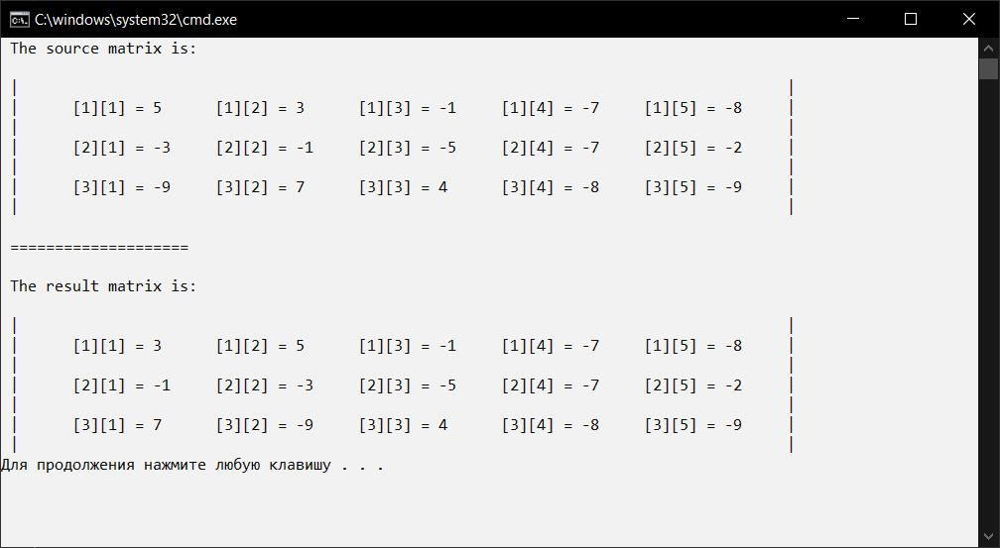 C:\windows\system32\cmd.exe
The source matrix is:
| |
| [1][1] = 5 [1][2] = 3 [1][3] = -1 [1][4] = -7 [1][5] = -8 |
| |
| [2][1] = -3 [2][2] = -1 [2][3] = -5 [2][4] = -7 [2][5] = -2 |
| |
| [3][1] = -9 [3][2] = 7 [3][3] = 4 [3][4] = -8 [3][5] = -9 |
| |
====================
The result matrix is:
| |
| [1][1] = 3 [1][2] = 5 [1][3] = -1 [1][4] = -7 [1][5] = -8 |
| |
| [2][1] = -1 [2][2] = -3 [2][3] = -5 [2][4] = -7 [2][5] = -2 |
| |
| [3][1] = 7 [3][2] = -9 [3][3] = 4 [3][4] = -8 [3][5] = -9 |
| |
Для продолжения нажмите любую клавишу . . .